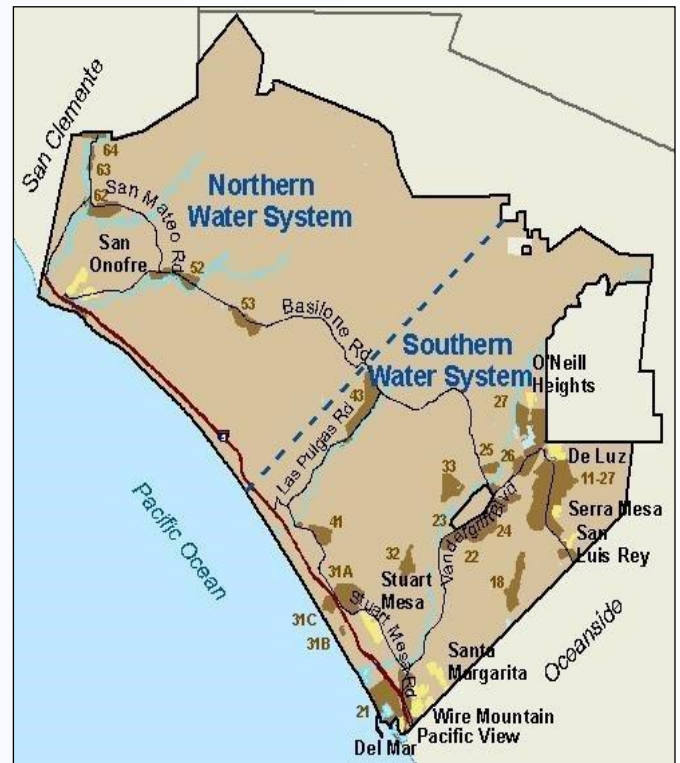 San Clemente
64
63
62
San Mateo Rd
Northern
Water System
San
Onofre
52
53
Basilone Rd
Southern
Water System
O'Neill
Heights
43
27
Las Pulgas Rd
De Luz
25
26
11-27
33
Serra Mesa
23
Vandergrift Blvd
24
San
Luis Rey
41
22
32
18
31A
Stuart
Mesa
Stuart Mesa Rd
31C
31B
Pacific Ocean
Oceanside
Santa
Margarita
21
Wire Mountain
Pacific View
Del Mar